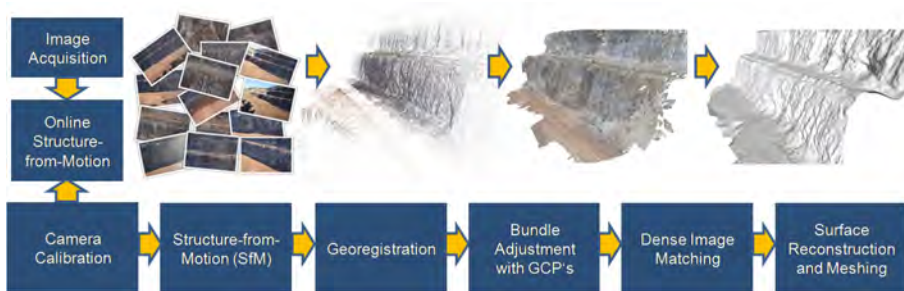 Image
Acquisition
Online
Structure-
from-Motion
Camera
Calibration
Structure-from-
Motion (SfM)
Georegistration
Bundle
Adjustment
with GCP's
Dense Image
Matching
Surface
Reconstruction
and Meshing